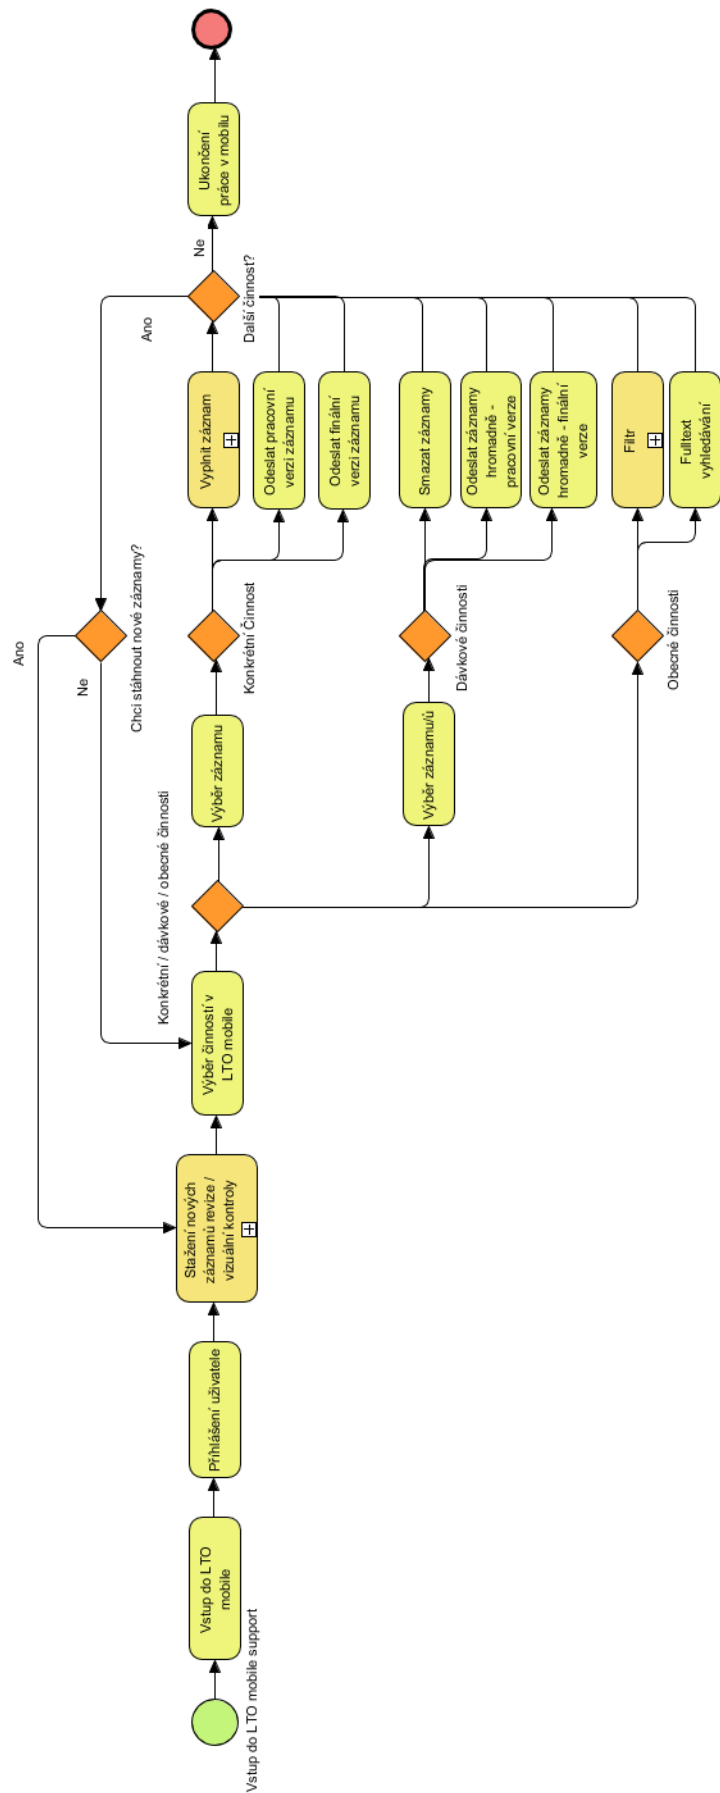 Vstup do LTO mobile support
Vstup do LTO
mobile
Přihlášení uživatele
Stažení nových
záznamů revize /
vizuální kontroly
Výběr činností v
LTO mobile
Konkrétní / dávkové / obecné činnosti
Výběr záznamu
Výběr záznamu/ů
Ano
Ne
Chci stáhnout nové záznamy?
Konkrétní Činnost
Dávkové činnosti
Obecné činnosti
Vyplnit záznam
Odeslat pracovní
verzi záznamu
Odeslat finální
verzi záznamu
Smazat záznamy
Odeslat záznamy
hromadně -
pracovní verze
Odeslat záznamy
hromadně - finální
verze
Filtr
Fulltext
vyhledávání
Ano
Další činnost?
Ne
Ukončení
práce v mobilu